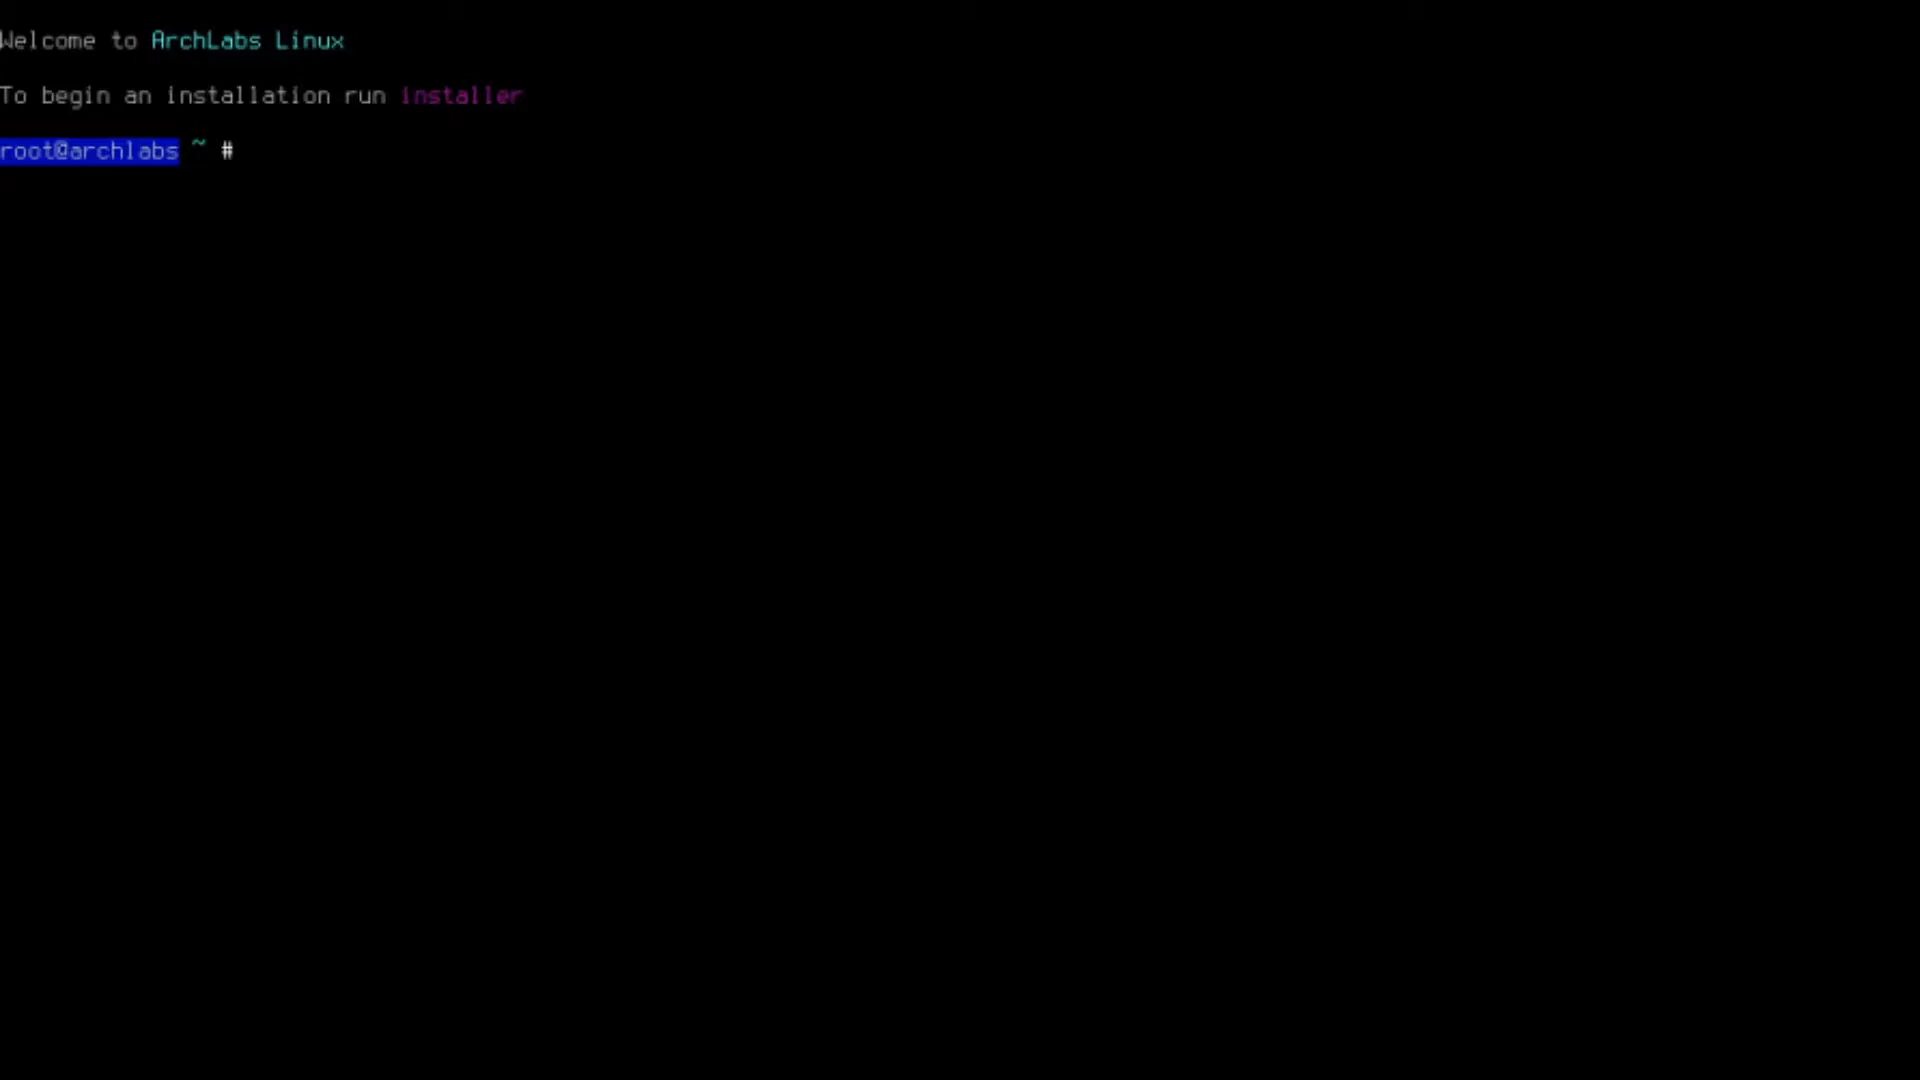 Welcome to ArchLabs Linux
To begin an installation run installer
root@archlabs ~ #